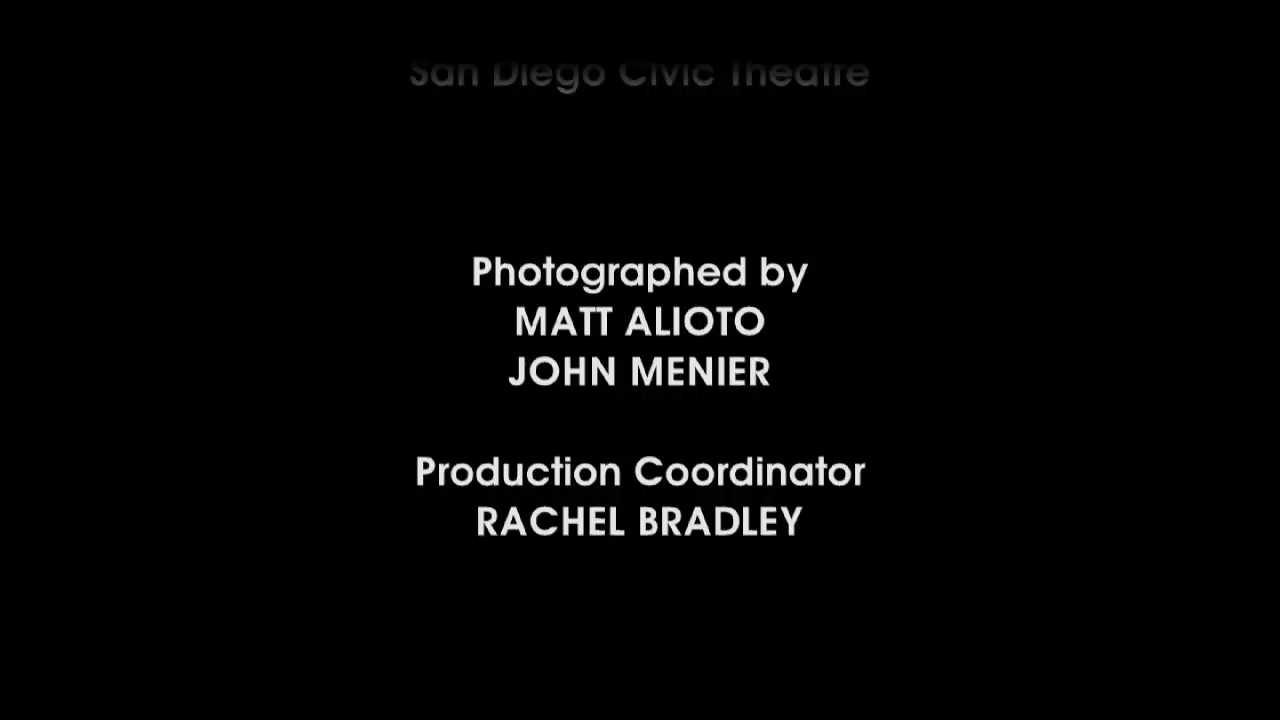 San Diego Civic Theatre
Photographed by
MATT ALIOTO
JOHN MENIER
Production Coordinator
RACHEL BRADLEY